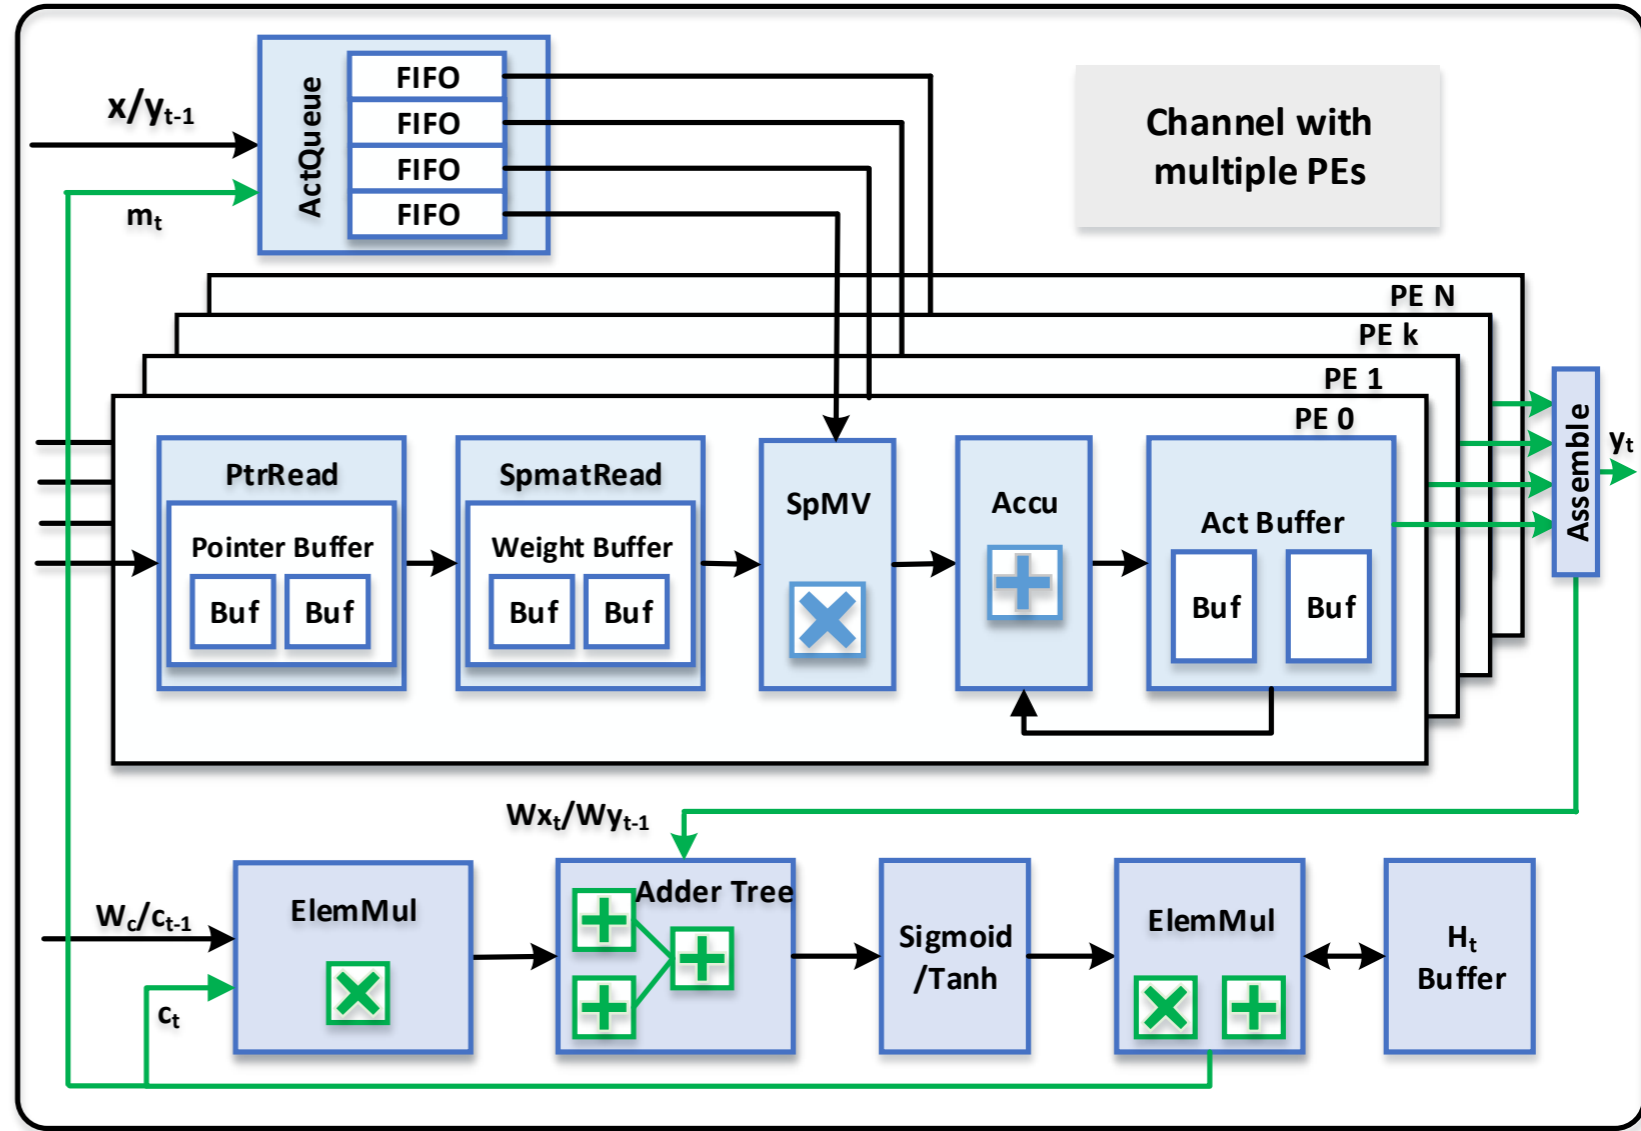 x/yt-1
mt
ActQueue
FIFO
FIFO
FIFO
FIFO
Channel with
multiple PEs
PE N
PE k
PE 1
PE 0
PtrRead
Pointer Buffer
Buf Buf
SpmatRead
Weight Buffer
Buf Buf
SpMV
Accu
Act Buffer
Buf Buf
Assemble
yt
Wxt/Wyt-1
Wc/ct-1
ct
ElemMul
Adder Tree
Sigmoid
/Tanh
ElemMul
Ht
Buffer